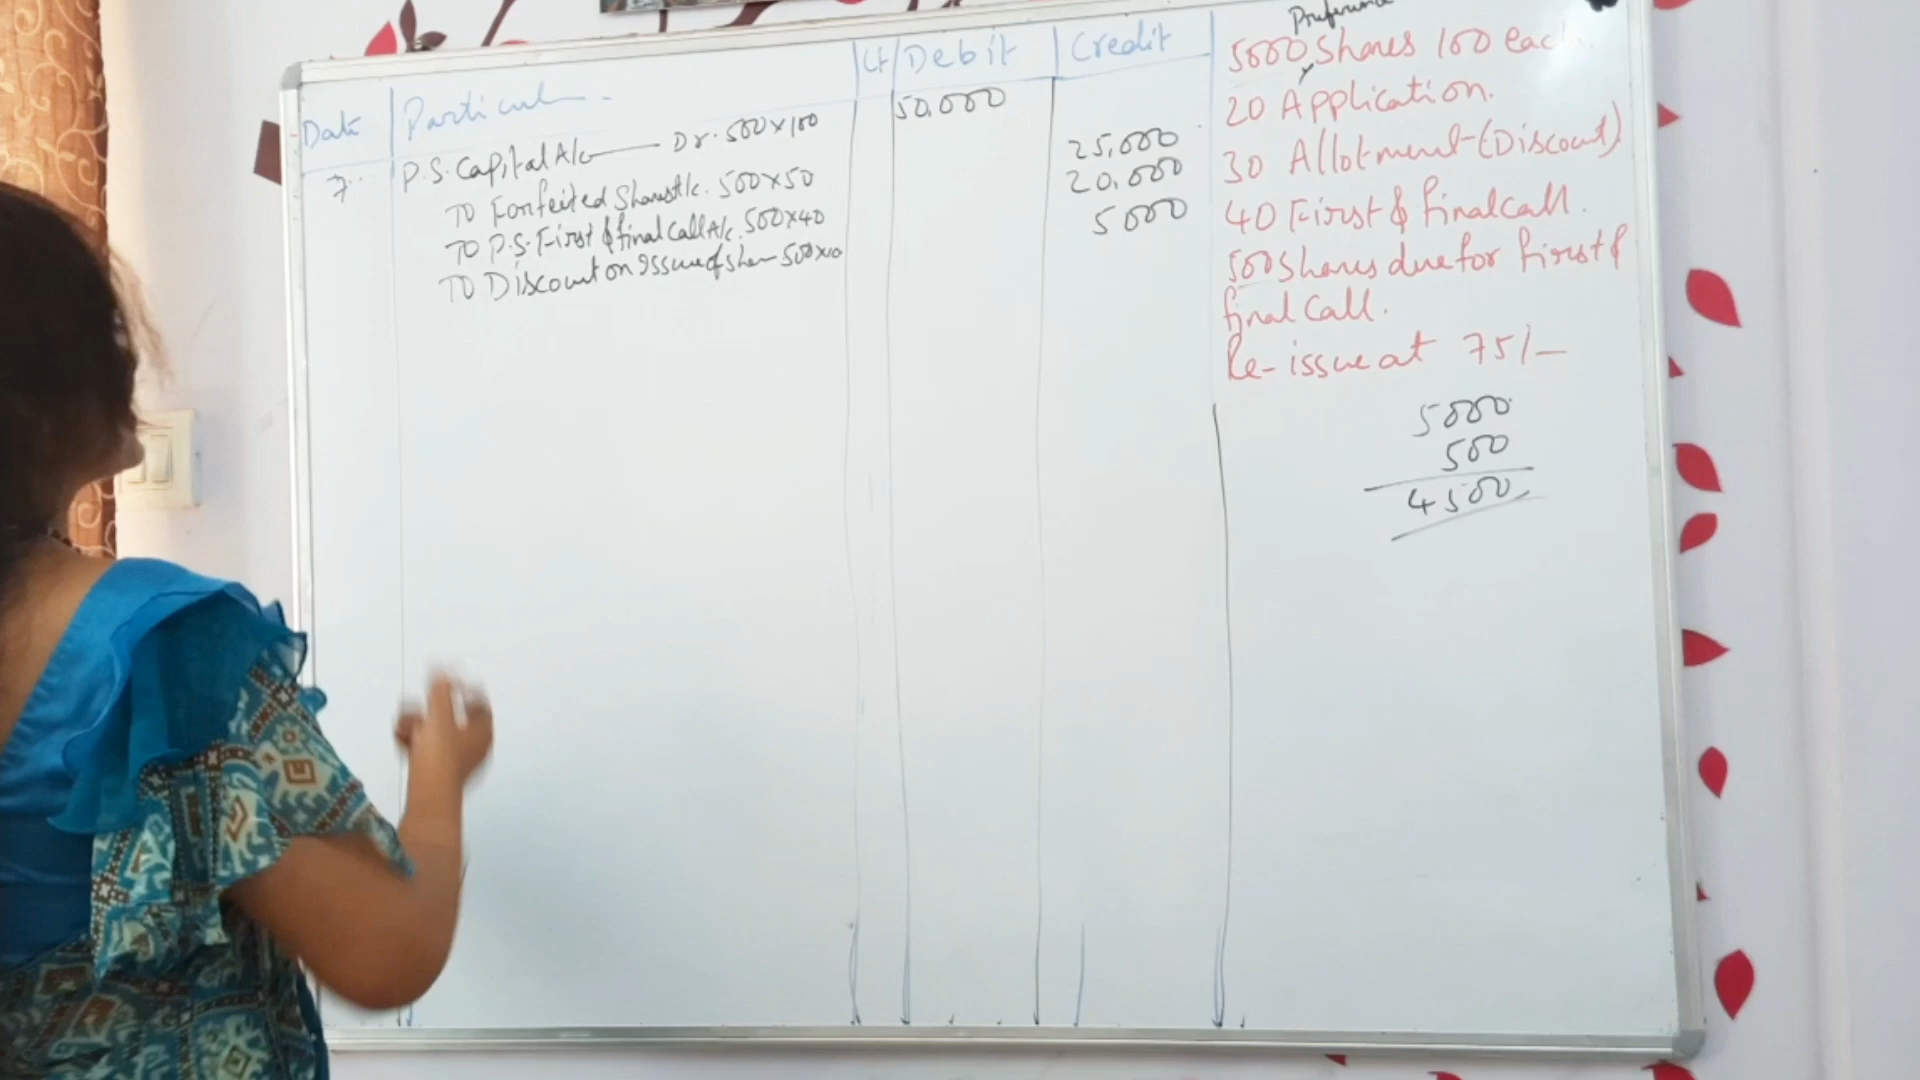 Date Particul LF Debit Credit
7. P.S. Capital A/c Dr. 500×100 50,000
TO Forfeited Shares A/c. 500×50 25,000
TO P.S. First & final Call A/c. 500×40 20,000
TO Discount on Issue of Shar 500×10 5000
Preference
5000 Shares 100 each.
20 Application.
30 Allotment (Discount)
40 First & final call.
500 Shares due for first &
final call.
Re-issue at 75/-
5000
500
4500